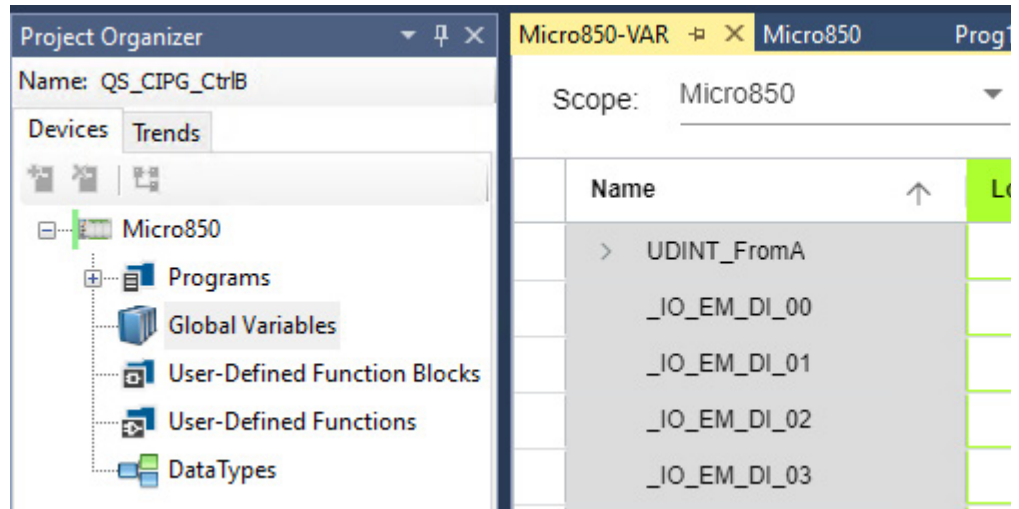 Project Organizer
Name: QS_CIPG_CtrlB
Devices Trends
Micro850
Programs
Global Variables
User-Defined Function Blocks
User-Defined Functions
DataTypes
Micro850-VAR Micro850 Prog1
Scope: Micro850
Name
UDINT_FromA
_IO_EM_DI_00
_IO_EM_DI_01
_IO_EM_DI_02
_IO_EM_DI_03